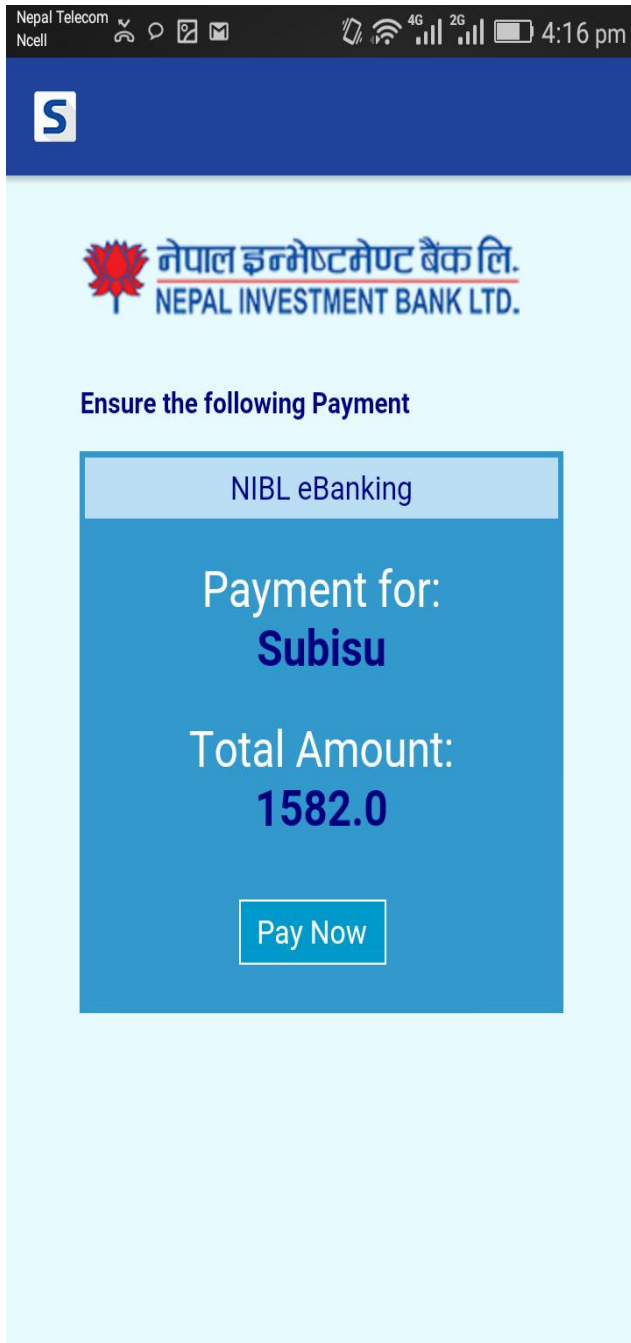 Nepal Telecom
Ncell
4G 2G 4:16 pm
S
नेपाल इन्भेष्टमेण्ट बैंक लि.
NEPAL INVESTMENT BANK LTD.
Ensure the following Payment
NIBL eBanking
Payment for:
Subisu
Total Amount:
1582.0
Pay Now